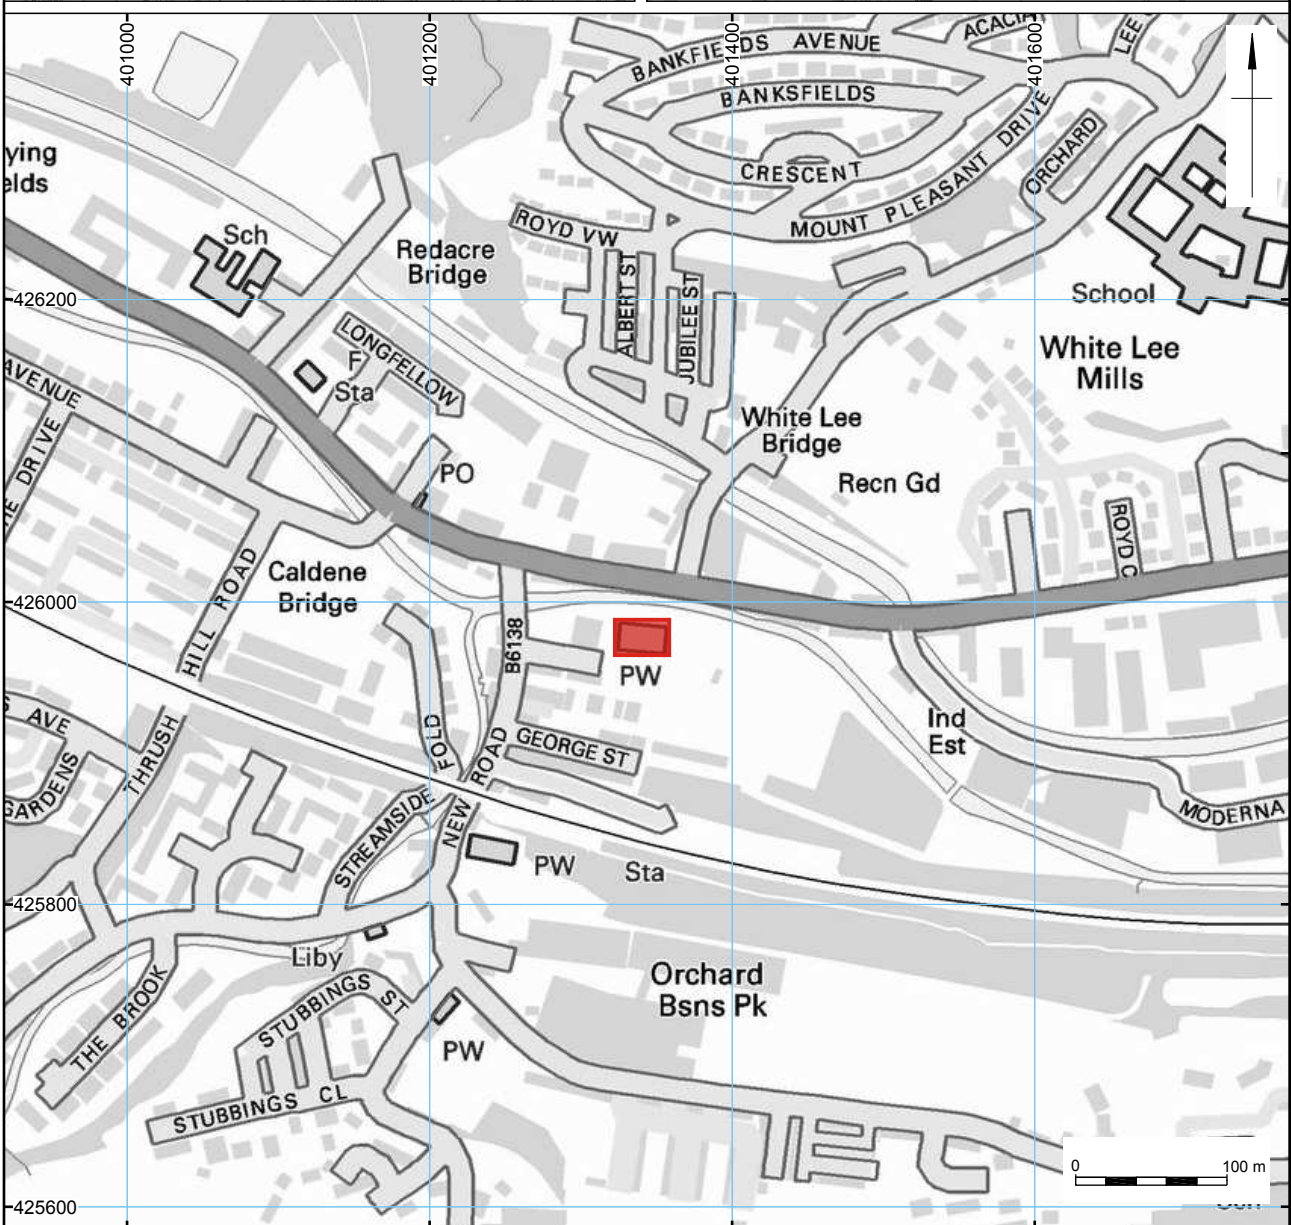 401000
401200
401400
401600
BANKFIELDS AVENUE
ACACIA
LEE
BANKSFIELDS
CRESCENT
MOUNT PLEASANT DRIVE
ORCHARD
ying
elds
Sch
Redacre
Bridge
ROYD VW
ALBERT ST
JUBILEE ST
School
426200
LONGFELLOW
F
Sta
White Lee
Mills
AVENUE
HE DRIVE
White Lee
Bridge
PO
Recn Gd
ROYD C
HILL ROAD
Caldene
Bridge
426000
B6138
PW
S AVE
THRUSH
GARDENS
FOLD
ROAD
GEORGE ST
Ind
Est
MODERNA
STREAMSIDE
NEW
PW
Sta
425800
Liby
THE BROOK
STUBBINGS ST
Orchard
Bsns Pk
PW
STUBBINGS CL
0
100 m
425600